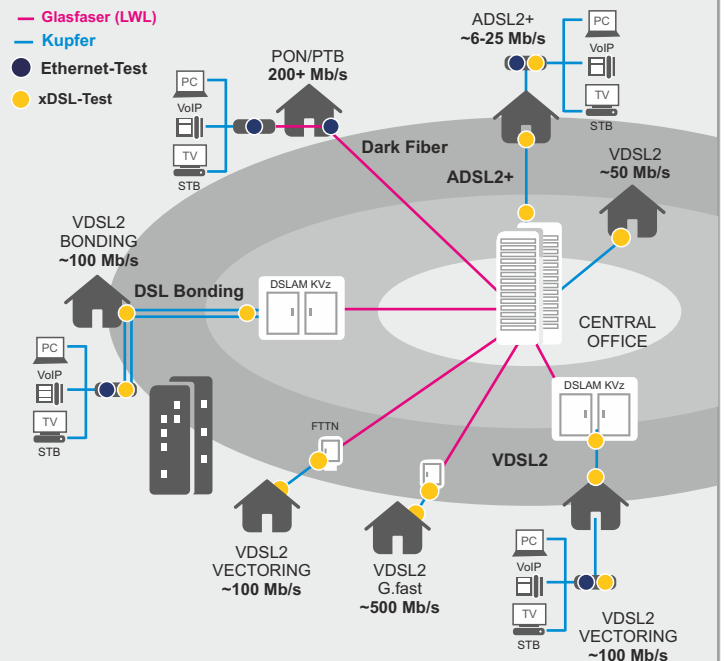 Glasfaser (LWL)
Kupfer
Ethernet-Test
xDSL-Test
PON/PTB
200+ Mb/s
PC
VoIP
TV
STB
Dark Fiber
ADSL2+
~6-25 Mb/s
PC
VoIP
TV
STB
ADSL2+
VDSL2
~50 Mb/s
VDSL2
BONDING
~100 Mb/s
DSL Bonding
DSLAM KVz
PC
VoIP
TV
STB
CENTRAL
OFFICE
DSLAM KVz
FTTN
VDSL2
VDSL2
VECTORING
~100 Mb/s
VDSL2
G.fast
~500 Mb/s
PC
VoIP
TV
STB
VDSL2
VECTORING
~100 Mb/s